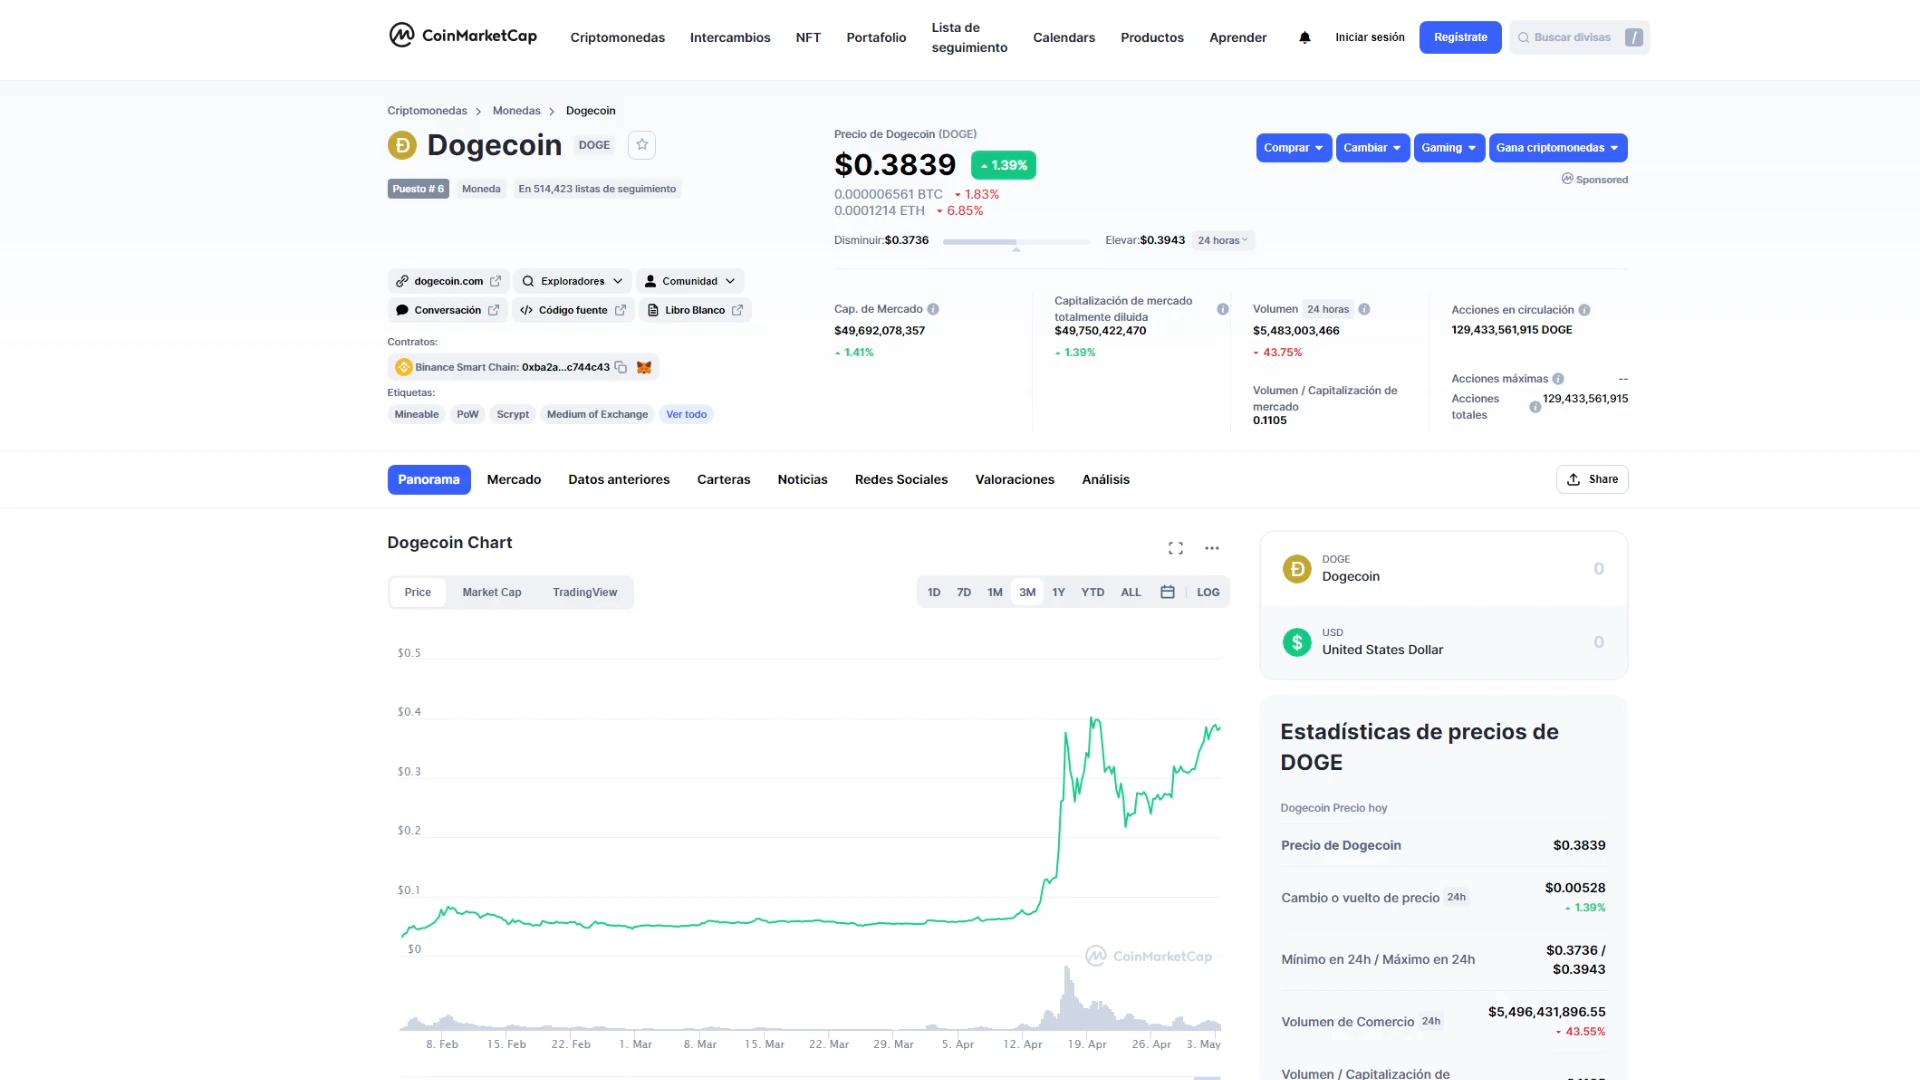 CoinMarketCap
Criptomonedas
Intercambios
NFT
Portafolio
Lista de
seguimiento
Calendars
Productos
Aprender
Iniciar sesión
Regístrate
Buscar divisas
/
Criptomonedas > Monedas > Dogecoin
Dogecoin DOGE
Puesto # 6
Moneda
En 514,423 listas de seguimiento
Precio de Dogecoin (DOGE)
$0.3839 1.39%
0.000006561 BTC 1.83%
0.0001214 ETH 6.85%
Disminuir:$0.3736
Elevar:$0.3943
24 horas
Comprar
Cambiar
Gaming
Gana criptomonedas
Sponsored
dogecoin.com
Exploradores
Comunidad
Conversación
Código fuente
Libro Blanco
Contratos:
Binance Smart Chain: 0xba2a...c744c43
Etiquetas:
Mineable
PoW
Scrypt
Medium of Exchange
Ver todo
Cap. de Mercado
$49,692,078,357
1.41%
Capitalización de mercado
totalmente diluida
$49,750,422,470
1.39%
Volumen 24 horas
$5,483,003,466
43.75%
Volumen / Capitalización de
mercado
0.1105
Acciones en circulación
129,433,561,915 DOGE
Acciones máximas --
Acciones
totales
129,433,561,915
Panorama
Mercado
Datos anteriores
Carteras
Noticias
Redes Sociales
Valoraciones
Análisis
Share
Dogecoin Chart
Price
Market Cap
TradingView
1D 7D 1M 3M 1Y YTD ALL LOG
$0.5
$0.4
$0.3
$0.2
$0.1
$0
CoinMarketCap
8. Feb 15. Feb 22. Feb 1. Mar 8. Mar 15. Mar 22. Mar 29. Mar 5. Apr 12. Apr 19. Apr 26. Apr 3. May
DOGE
Dogecoin
0
USD
United States Dollar
0
Estadísticas de precios de
DOGE
Dogecoin Precio hoy
Precio de Dogecoin $0.3839
Cambio o vuelto de precio 24h
$0.00528
1.39%
Mínimo en 24h / Máximo en 24h
$0.3736 /
$0.3943
Volumen de Comercio 24h
$5,496,431,896.55
43.55%
Volumen / Capitalización de